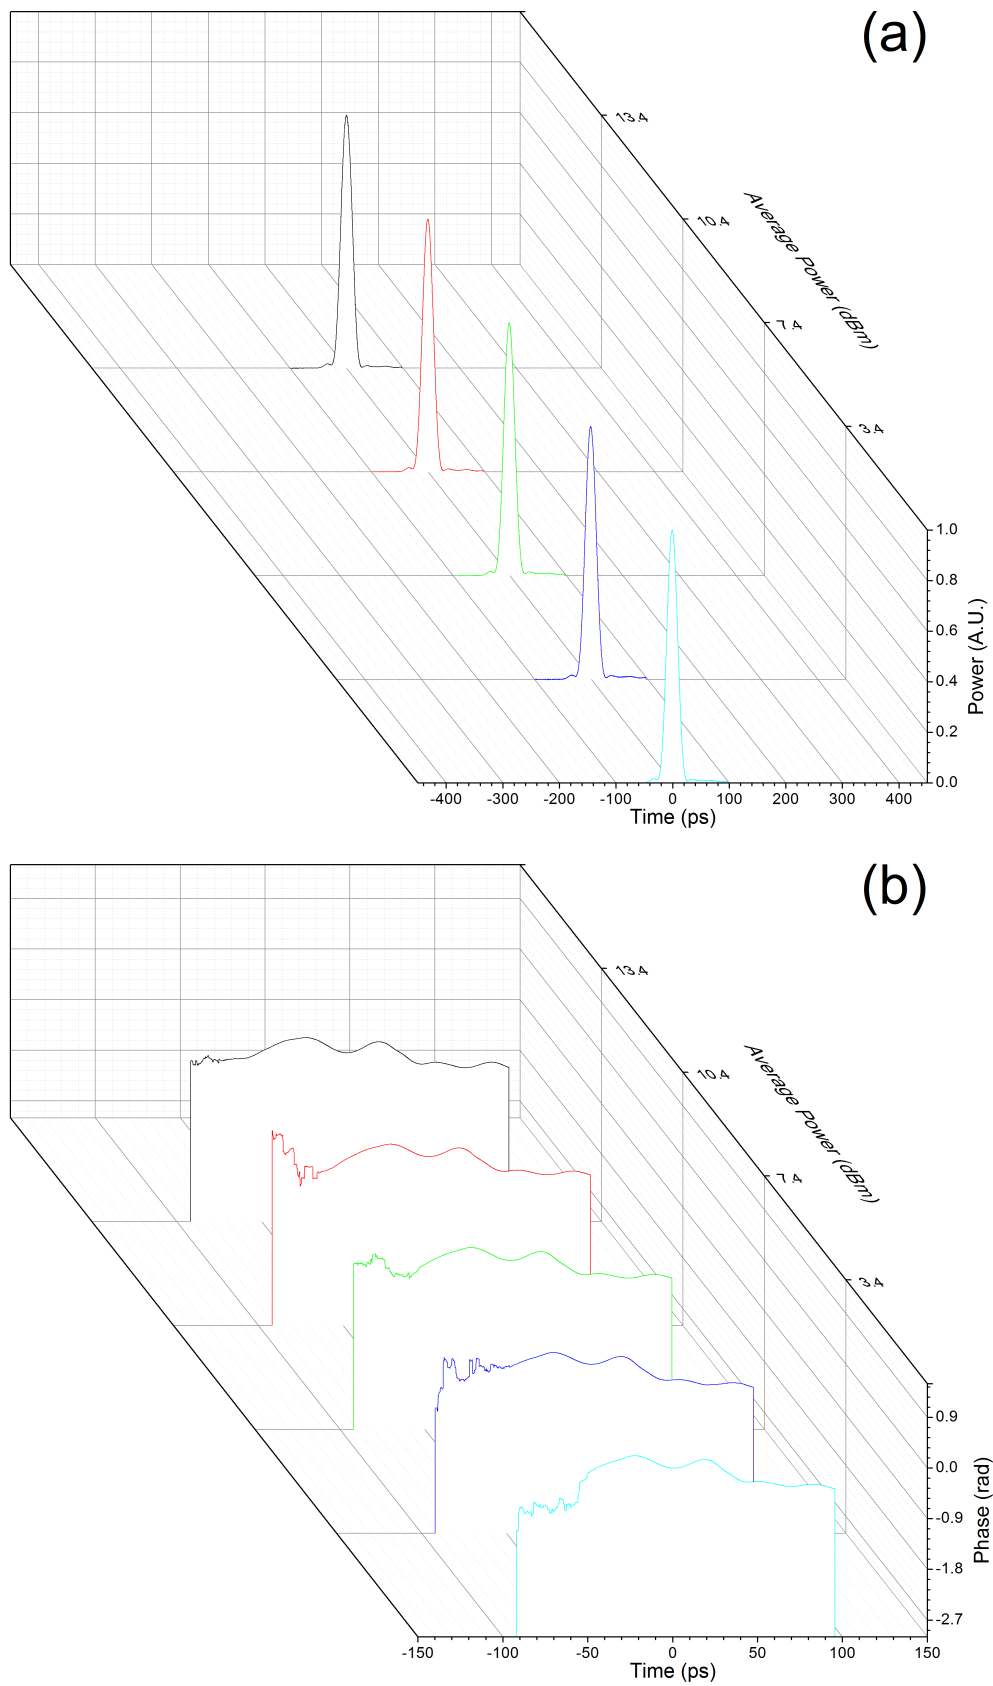 (a)
13.4
10.4
7.4
3.4
Average Power (dBm)
1.0
0.8
0.6
0.4
0.2
0.0
Power (A.U.)
-400 -300 -200 -100 0 100 200 300 400
Time (ps)
(b)
13.4
10.4
7.4
3.4
Average Power (dBm)
0.9
0.0
-0.9
-1.8
-2.7
Phase (rad)
-150 -100 -50 0 50 100 150
Time (ps)